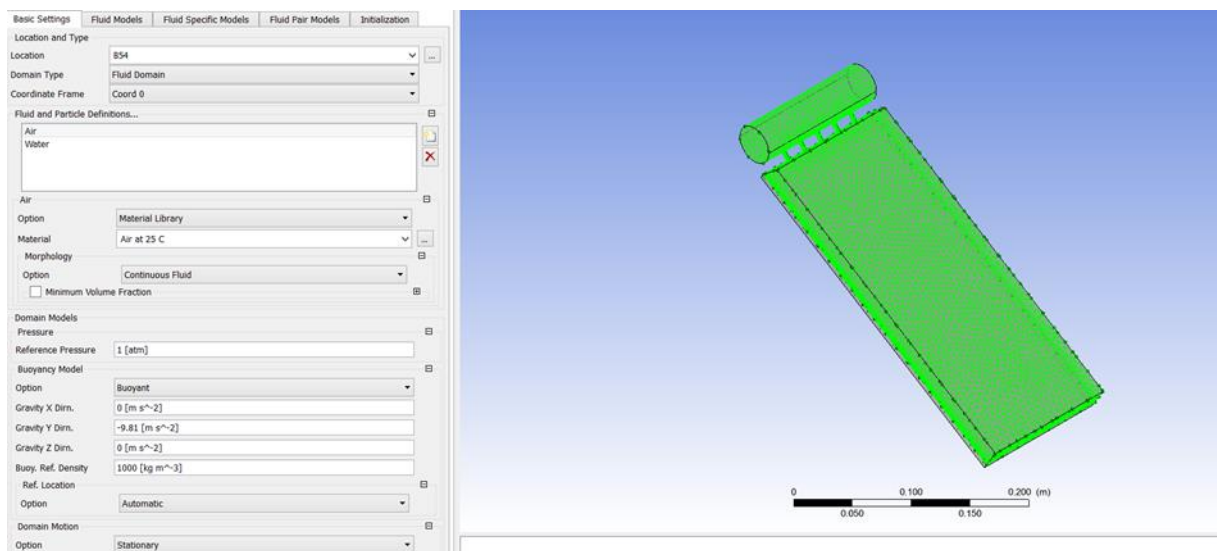 Basic Settings Fluid Models Fluid Specific Models Fluid Pair Models Initialization
Location and Type
Location B54 ...
Domain Type Fluid Domain
Coordinate Frame Coord 0
Fluid and Particle Definitions...
Air
Water
Air
Option Material Library
Material Air at 25 C ...
Morphology
Option Continuous Fluid
Minimum Volume Fraction
Domain Models
Pressure
Reference Pressure 1 [atm]
Buoyancy Model
Option Buoyant
Gravity X Dirn. 0 [m s^-2]
Gravity Y Dirn. -9.81 [m s^-2]
Gravity Z Dirn. 0 [m s^-2]
Buoy. Ref. Density 1000 [kg m^-3]
Ref. Location
Option Automatic
Domain Motion
Option Stationary
0 0.100 0.200 (m)
0.050 0.150